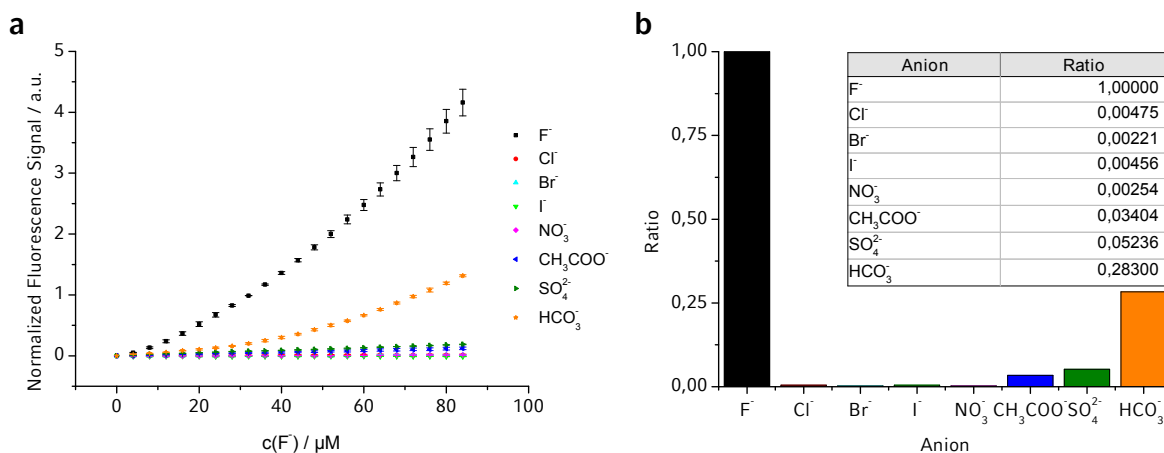 a
Normalized Fluorescence Signal / a.u.
5
4
3
2
1
0
0 20 40 60 80 100
c(F⁻) / µM
F⁻
Cl⁻
Br⁻
I⁻
NO₃⁻
CH₃COO⁻
SO₄²⁻
HCO₃⁻
b
Ratio
1,00
0,75
0,50
0,25
0,00
Anion Ratio
F⁻ 1,00000
Cl⁻ 0,00475
Br⁻ 0,00221
I⁻ 0,00456
NO₃⁻ 0,00254
CH₃COO⁻ 0,03404
SO₄²⁻ 0,05236
HCO₃⁻ 0,28300
F⁻ Cl⁻ Br⁻ I⁻ NO₃⁻ CH₃COO⁻ SO₄²⁻ HCO₃⁻
Anion